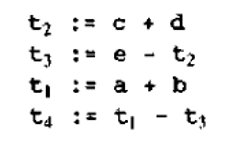 t₂ := c + d
t₃ := e - t₂
t₁ := a + b
t₄ := t₁ - t₃